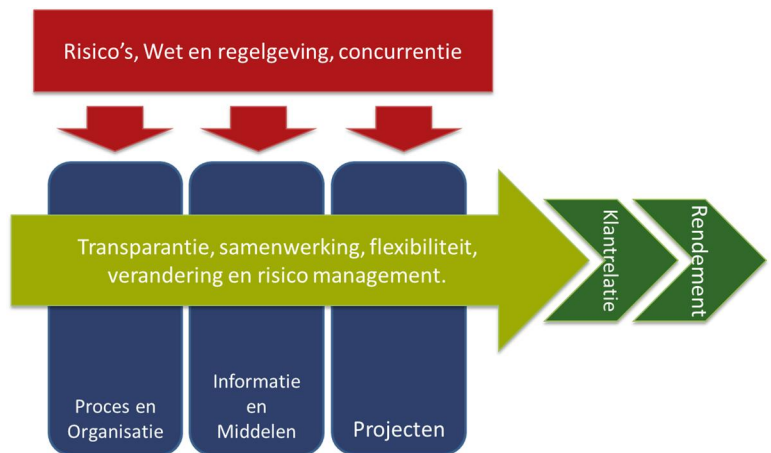 Risico's, Wet en regelgeving, concurrentie
Transparantie, samenwerking, flexibiliteit,
verandering en risico management.
Klantrelatie
Rendement
Proces en
Organisatie
Informatie
en
Middelen
Projecten